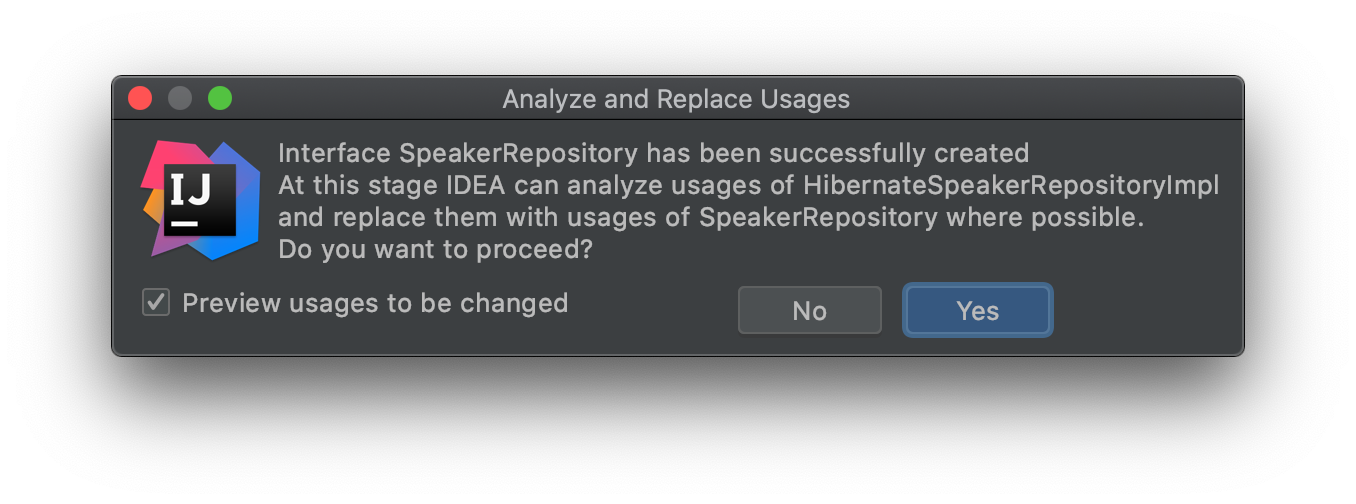 Analyze and Replace Usages
IJ
Interface SpeakerRepository has been successfully created
At this stage IDEA can analyze usages of HibernateSpeakerRepositoryImpl
and replace them with usages of SpeakerRepository where possible.
Do you want to proceed?
Preview usages to be changed
No
Yes